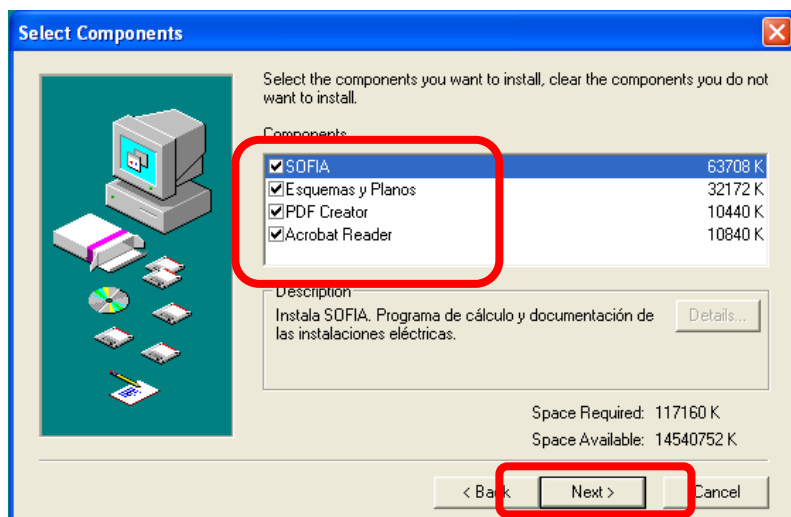 Select Components
Select the components you want to install, clear the components you do not
want to install.
Components
SOFIA 63708 K
Esquemas y Planos 32172 K
PDF Creator 10440 K
Acrobat Reader 10840 K
Description
Instala SOFIA. Programa de cálculo y documentación de
las instalaciones eléctricas.
Details...
Space Required: 117160 K
Space Available: 14540752 K
< Back Next > Cancel